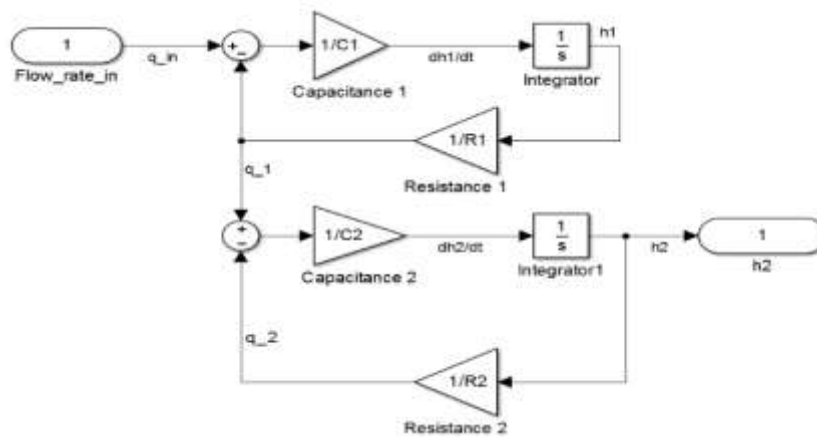 1
Flow_rate_in
q_in
+
−
1/C1
Capacitance 1
dh1/dt
1
s
Integrator
h1
1/R1
Resistance 1
q_1
+
−
1/C2
Capacitance 2
dh2/dt
1
s
Integrator1
h2
1
h2
q_2
1/R2
Resistance 2